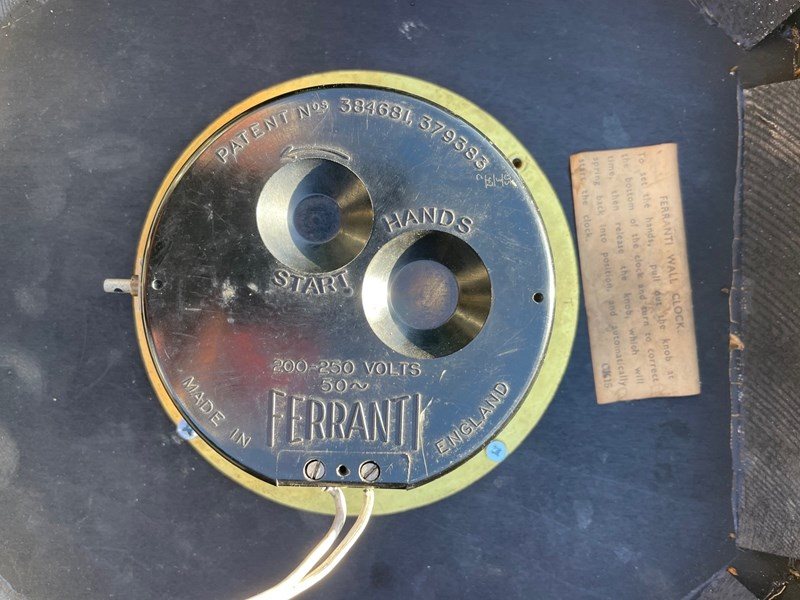 PATENT Nos 384681, 379383
HANDS
START
200~250 VOLTS
50~
FERRANTI
MADE IN
ENGLAND
FERRANTI WALL CLOCK.
To set the hands, pull out the knob at
the bottom of the clock and turn to correct
time, then release the knob, which will
spring back into position, and automatically
start the clock.